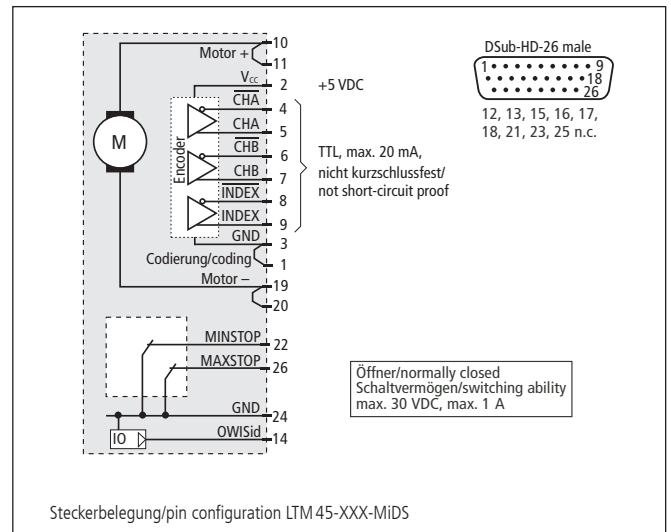 Motor +
10
11
Vcc
2
+5 VDC
CHA
4
CHA
5
CHB
6
CHB
7
INDEX
8
INDEX
9
GND
3
Codierung/coding
1
Motor –
19
20
M
Encoder
TTL, max. 20 mA,
nicht kurzschlussfest/
not short-circuit proof
DSub-HD-26 male
1 9
18
26
12, 13, 15, 16, 17,
18, 21, 23, 25 n.c.
MINSTOP
22
MAXSTOP
26
GND
24
IO
OWISid
14
Öffner/normally closed
Schaltvermögen/switching ability
max. 30 VDC, max. 1 A
Steckerbelegung/pin configuration LTM 45-XXX-MiDS